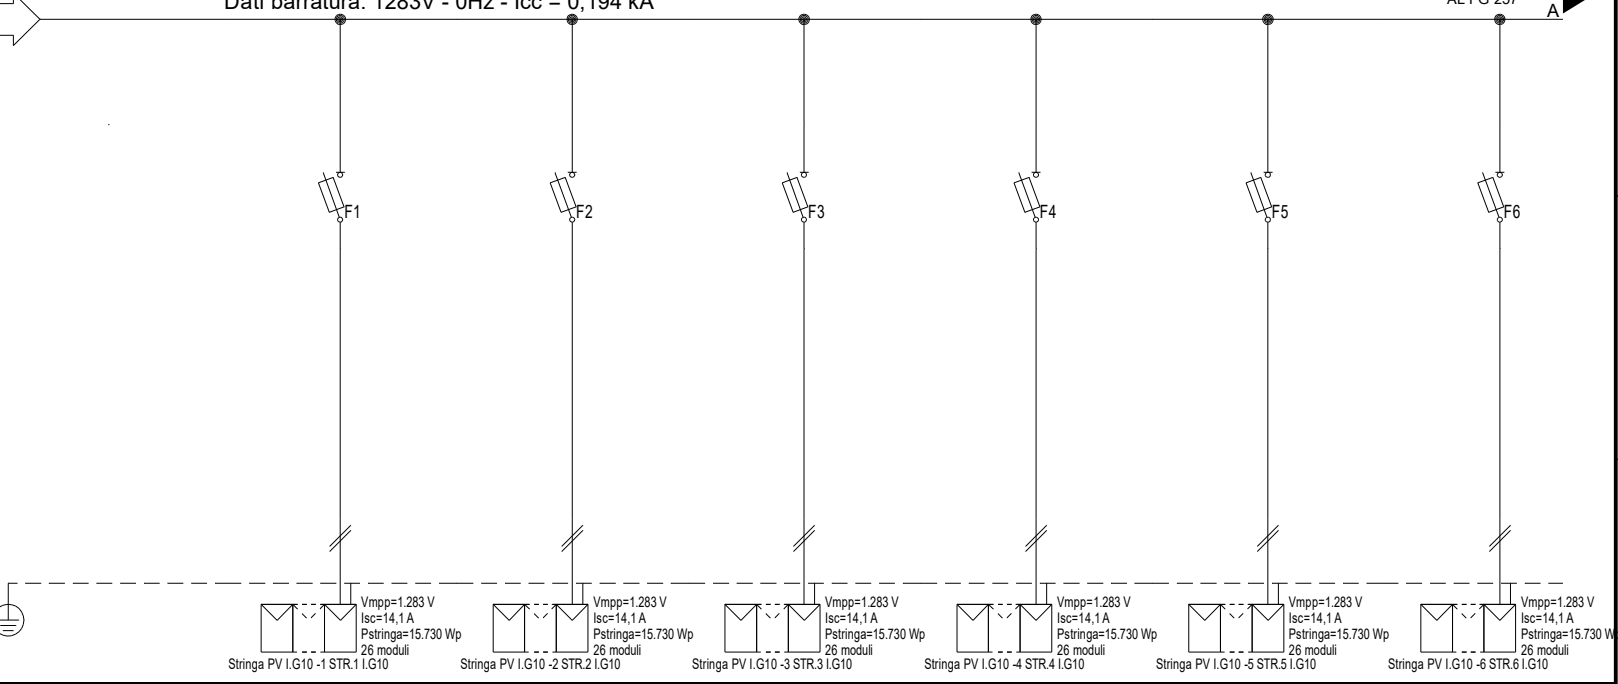 Dati barratura: 1283V - 0Hz - Icc = 0,194 kA
A
F1
F2
F3
F4
F5
F6
Vmpp=1.283 V
Isc=14,1 A
Pstringa=15.730 Wp
26 moduli
Stringa PV I.G10 -1 STR.1 I.G10
Vmpp=1.283 V
Isc=14,1 A
Pstringa=15.730 Wp
26 moduli
Stringa PV I.G10 -2 STR.2 I.G10
Vmpp=1.283 V
Isc=14,1 A
Pstringa=15.730 Wp
26 moduli
Stringa PV I.G10 -3 STR.3 I.G10
Vmpp=1.283 V
Isc=14,1 A
Pstringa=15.730 Wp
26 moduli
Stringa PV I.G10 -4 STR.4 I.G10
Vmpp=1.283 V
Isc=14,1 A
Pstringa=15.730 Wp
26 moduli
Stringa PV I.G10 -5 STR.5 I.G10
Vmpp=1.283 V
Isc=14,1 A
Pstringa=15.730 W
26 moduli
Stringa PV I.G10 -6 STR.6 I.G10